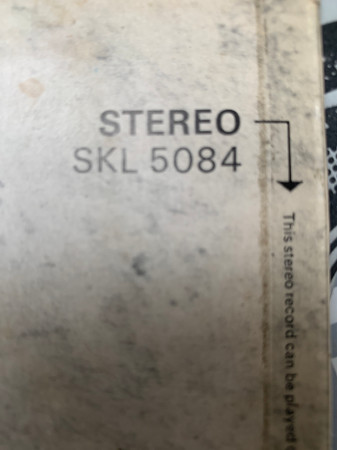 STEREO
SKL 5084
This stereo record can be played